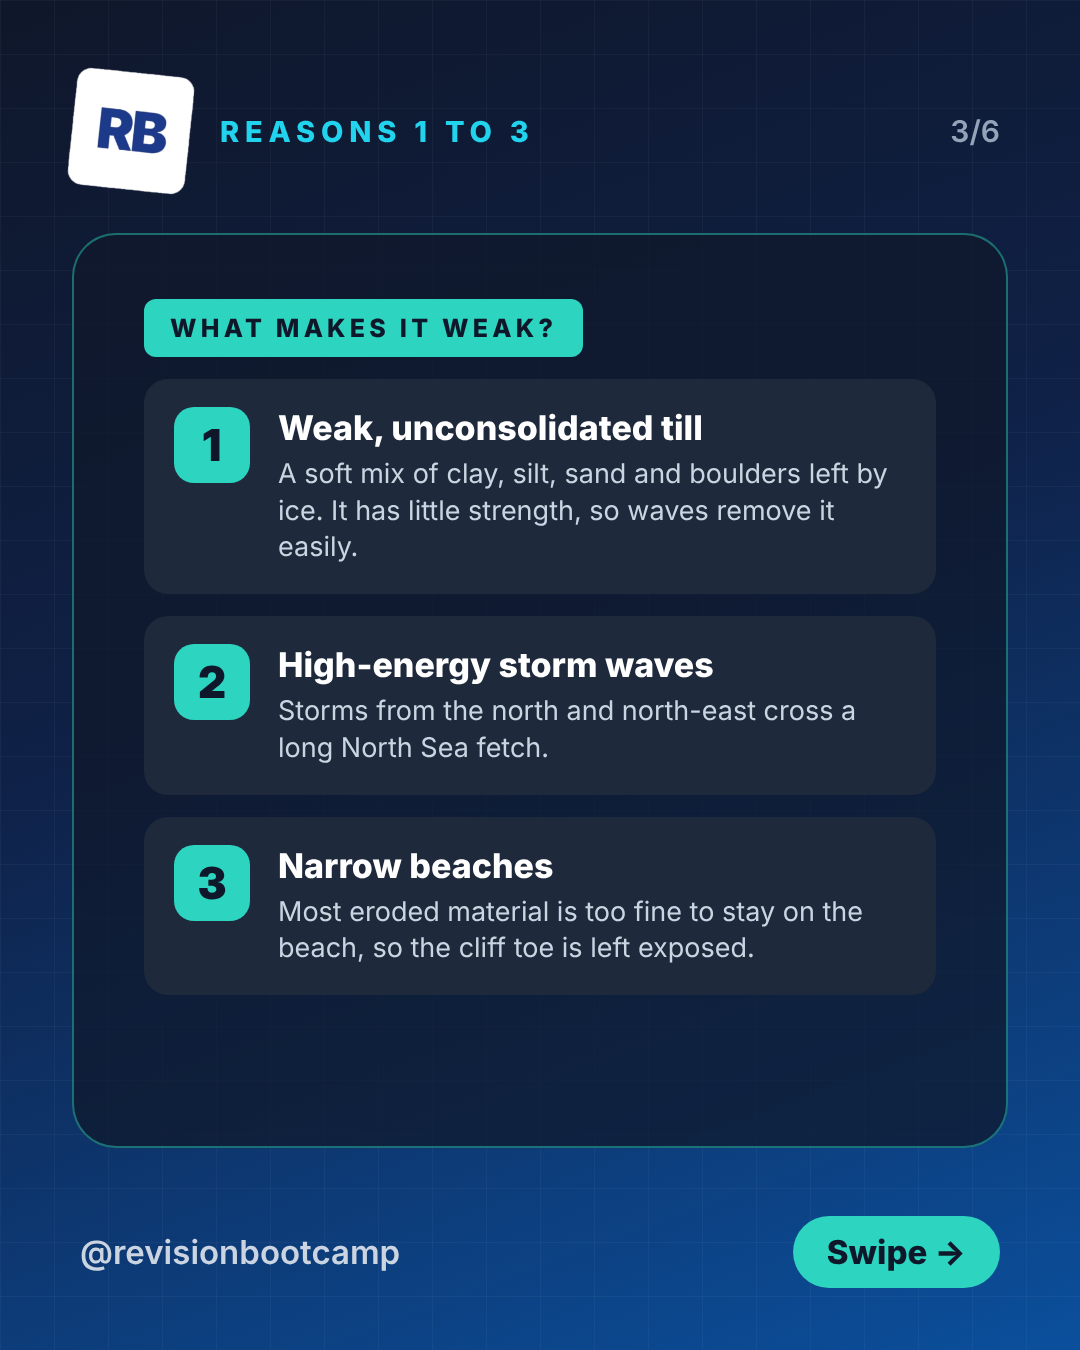 RB
REASONS 1 TO 3
3/6
WHAT MAKES IT WEAK?
1
Weak, unconsolidated till
A soft mix of clay, silt, sand and boulders left by
ice. It has little strength, so waves remove it
easily.
2
High-energy storm waves
Storms from the north and north-east cross a
long North Sea fetch.
3
Narrow beaches
Most eroded material is too fine to stay on the
beach, so the cliff toe is left exposed.
@revisionbootcamp
Swipe →